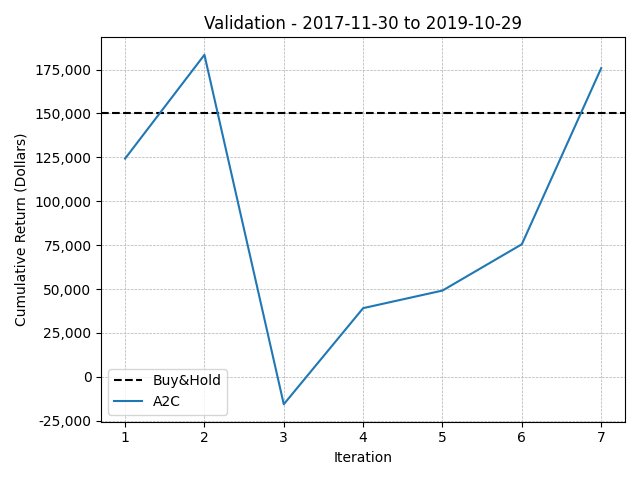 Validation - 2017-11-30 to 2019-10-29
Cumulative Return (Dollars)
175,000
150,000
125,000
100,000
75,000
50,000
25,000
0
-25,000
Buy&Hold
A2C
1 2 3 4 5 6 7
Iteration